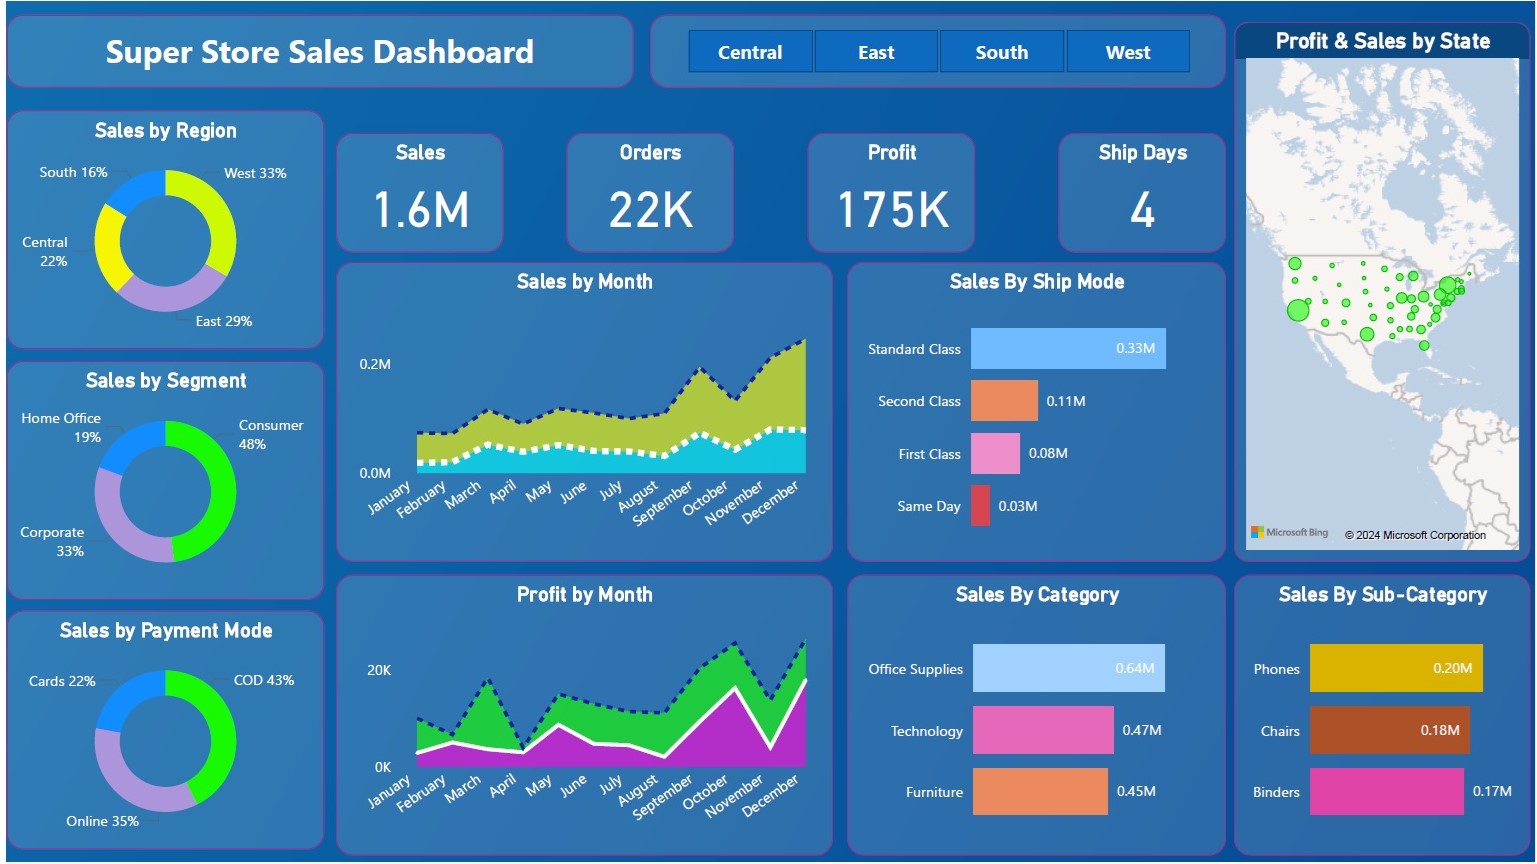 Super Store Sales Dashboard
Central
East
South
West
Profit & Sales by State
Sales by Region
South 16%
West 33%
Central
22%
East 29%
Sales
1.6M
Orders
22K
Profit
175K
Ship Days
4
Sales by Month
0.2M
0.0M
January
February
March
April
May
June
July
August
September
October
November
December
Sales By Ship Mode
Standard Class
0.33M
Second Class
0.11M
First Class
0.08M
Same Day
0.03M
Microsoft Bing
© 2024 Microsoft Corporation
Sales by Segment
Home Office
19%
Consumer
48%
Corporate
33%
Sales by Payment Mode
Cards 22%
COD 43%
Online 35%
Profit by Month
20K
0K
January
February
March
April
May
June
July
August
September
October
November
December
Sales By Category
Office Supplies
0.64M
Technology
0.47M
Furniture
0.45M
Sales By Sub-Category
Phones
0.20M
Chairs
0.18M
Binders
0.17M